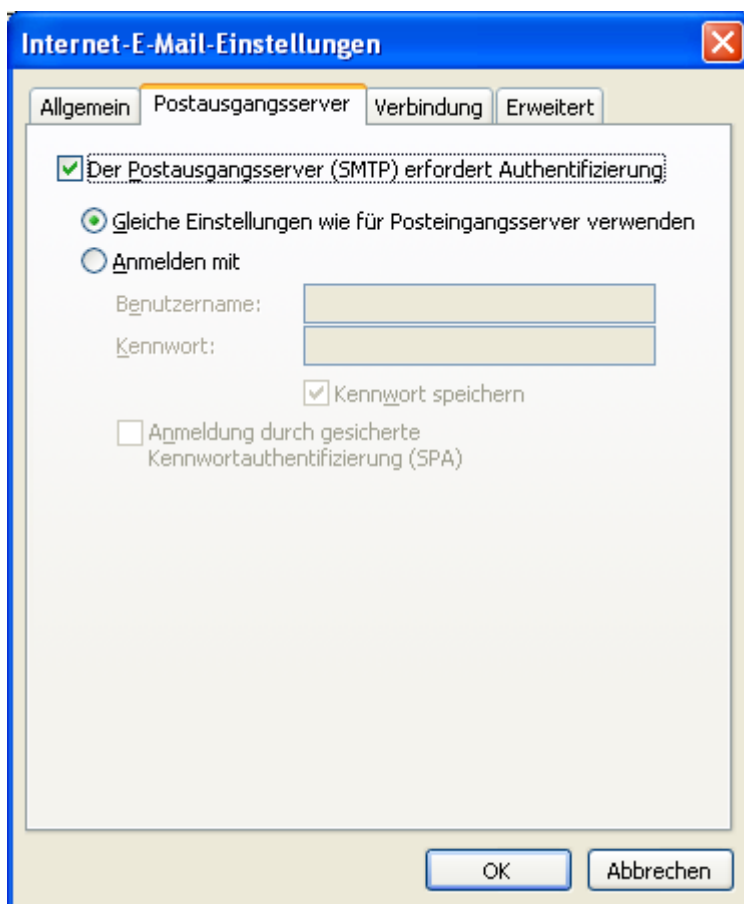 Internet-E-Mail-Einstellungen
Allgemein Postausgangsserver Verbindung Erweitert
Der Postausgangsserver (SMTP) erfordert Authentifizierung
Gleiche Einstellungen wie für Posteingangsserver verwenden
Anmelden mit
Benutzername:
Kennwort:
Kennwort speichern
Anmeldung durch gesicherte
Kennwortauthentifizierung (SPA)
OK Abbrechen